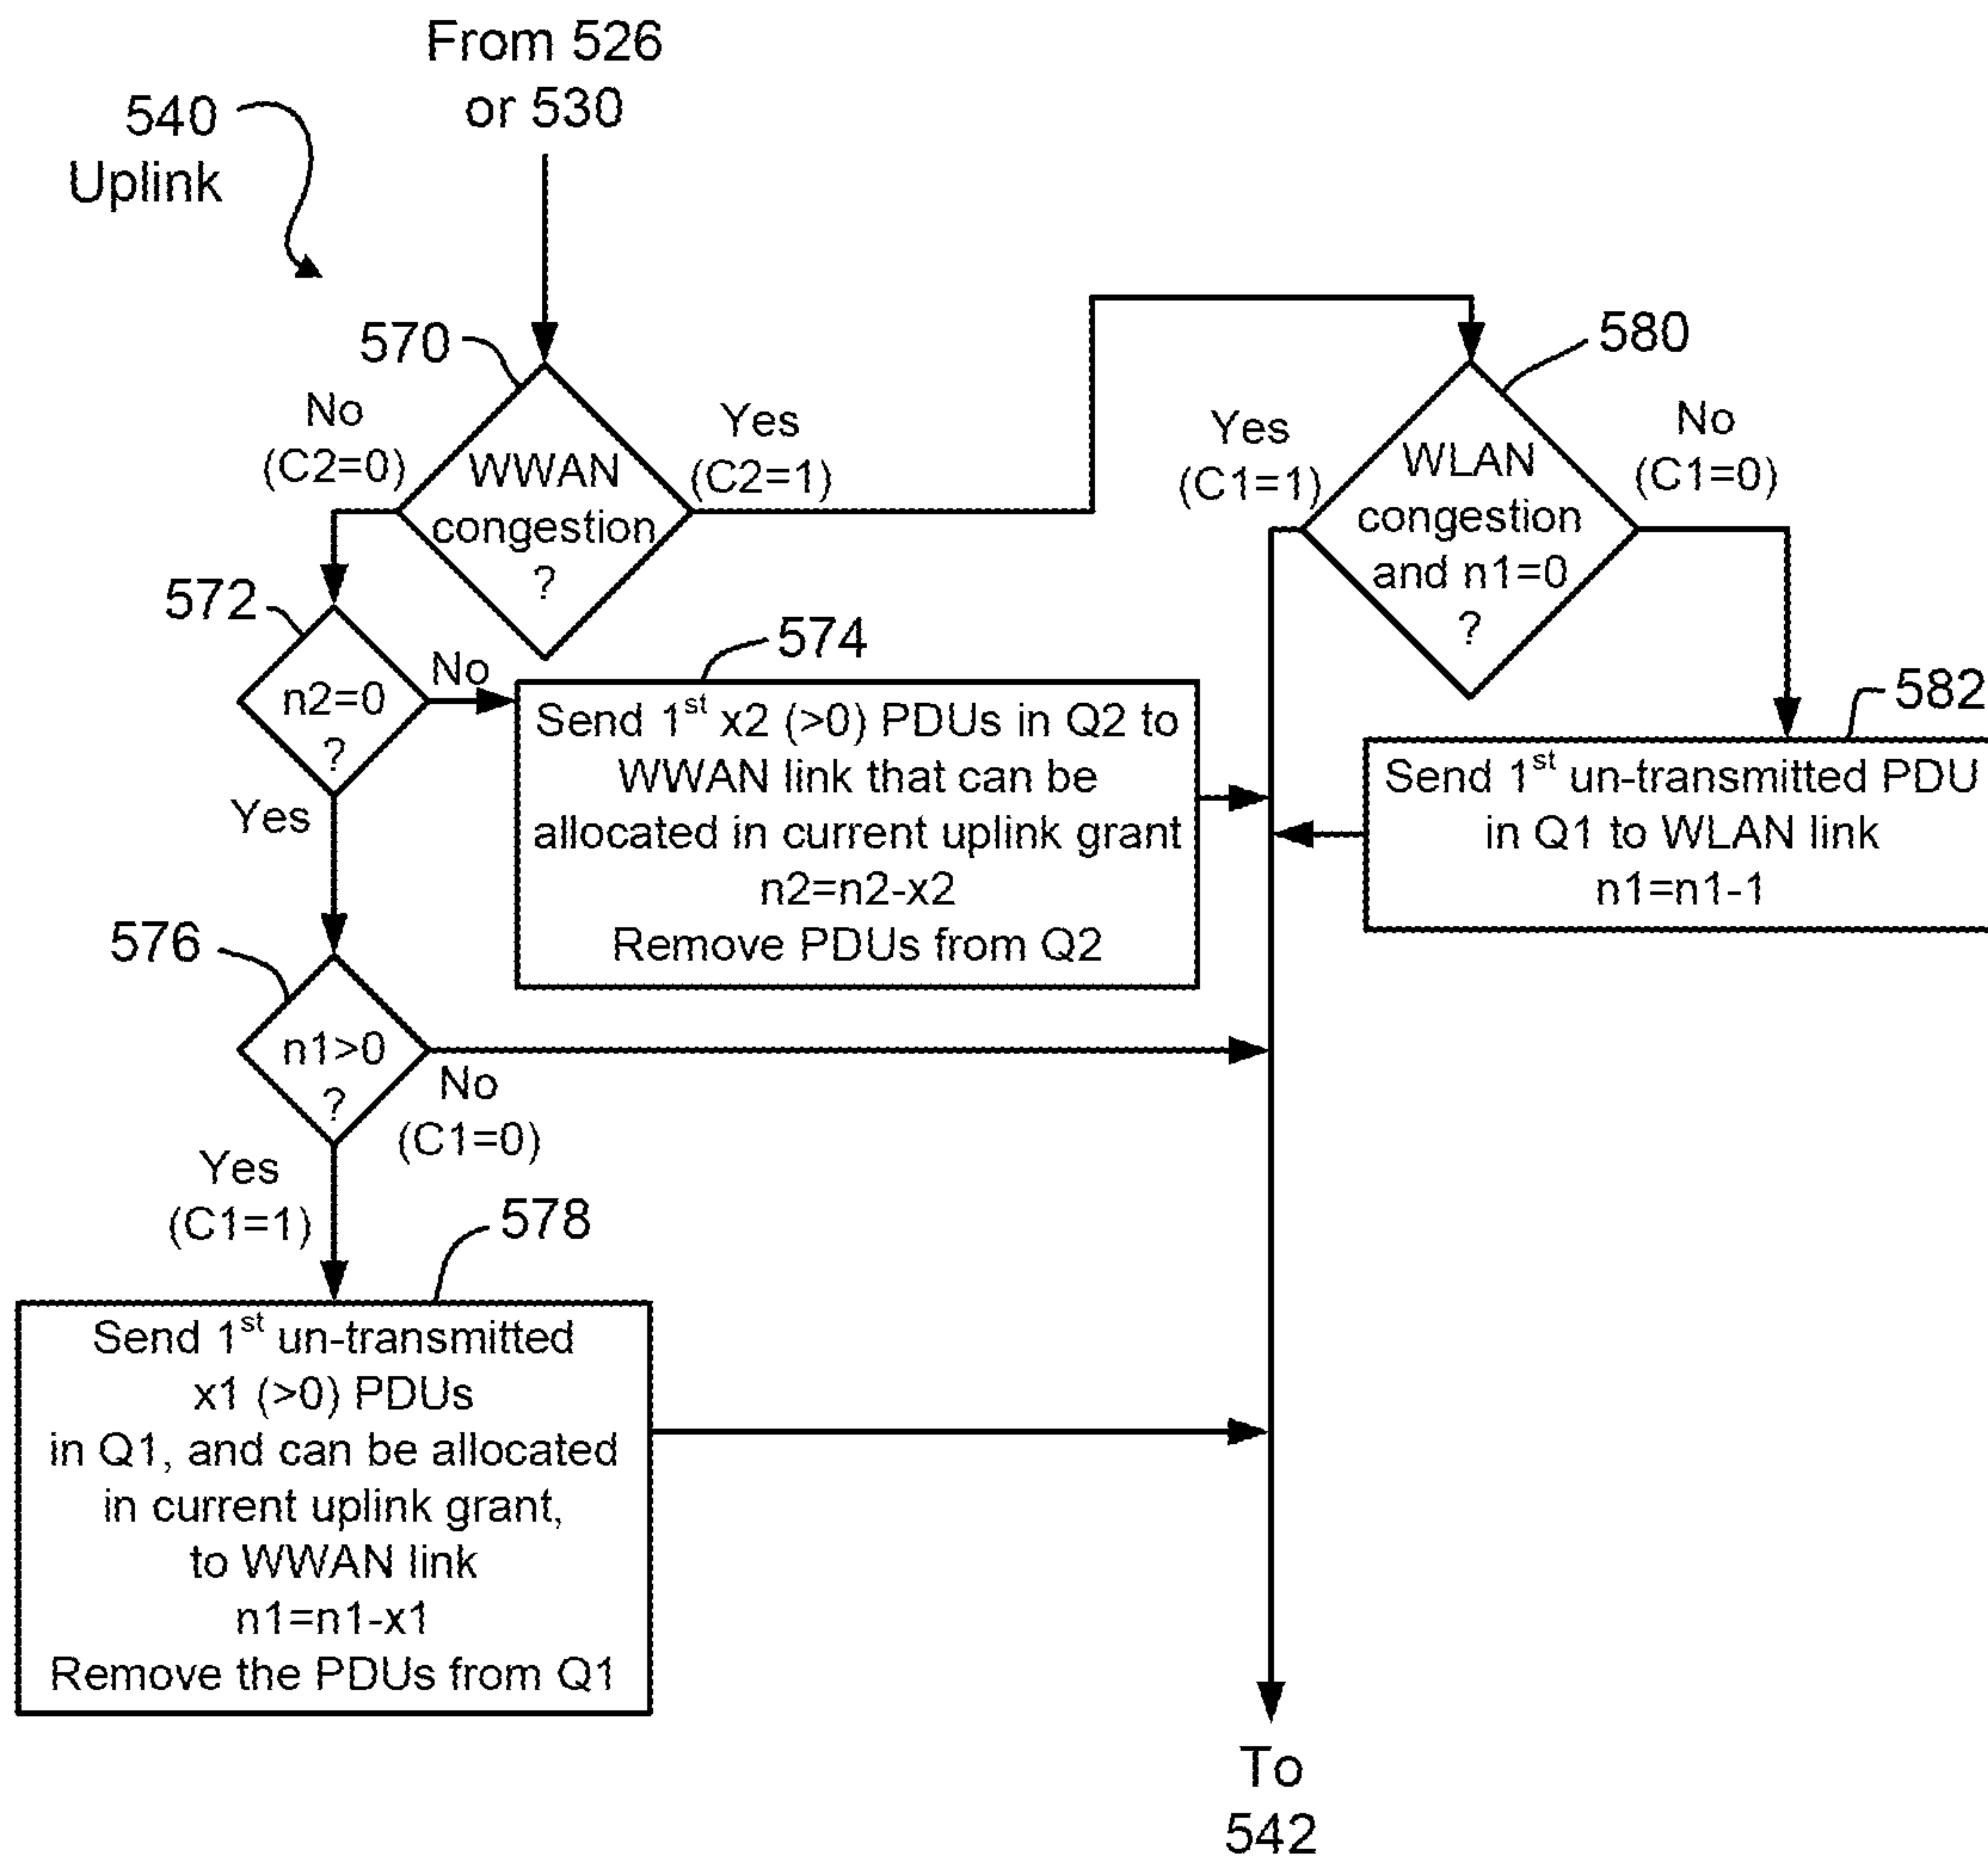 From 526
or 530
540
Uplink
570
No
(C2=0)
WWAN
congestion
?
Yes
(C2=1)
580
Yes
(C1=1)
WLAN
congestion
and n1=0
?
No
(C1=0)
572
n2=0
?
No
Yes
574
Send 1st x2 (>0) PDUs in Q2 to
WWAN link that can be
allocated in current uplink grant
n2=n2-x2
Remove PDUs from Q2
582
Send 1st un-transmitted PDU
in Q1 to WLAN link
n1=n1-1
576
n1>0
?
No
(C1=0)
Yes
(C1=1)
578
Send 1st un-transmitted
x1 (>0) PDUs
in Q1, and can be allocated
in current uplink grant,
to WWAN link
n1=n1-x1
Remove the PDUs from Q1
To
542